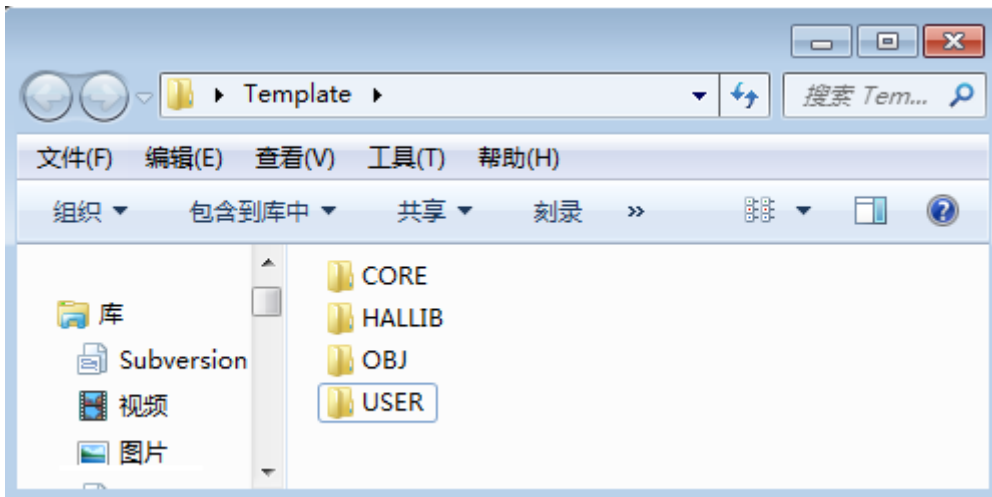 Template
搜索 Tem...
文件(F) 编辑(E) 查看(V) 工具(T) 帮助(H)
组织 包含到库中 共享 刻录 »
库
Subversion
视频
图片
CORE
HALLIB
OBJ
USER